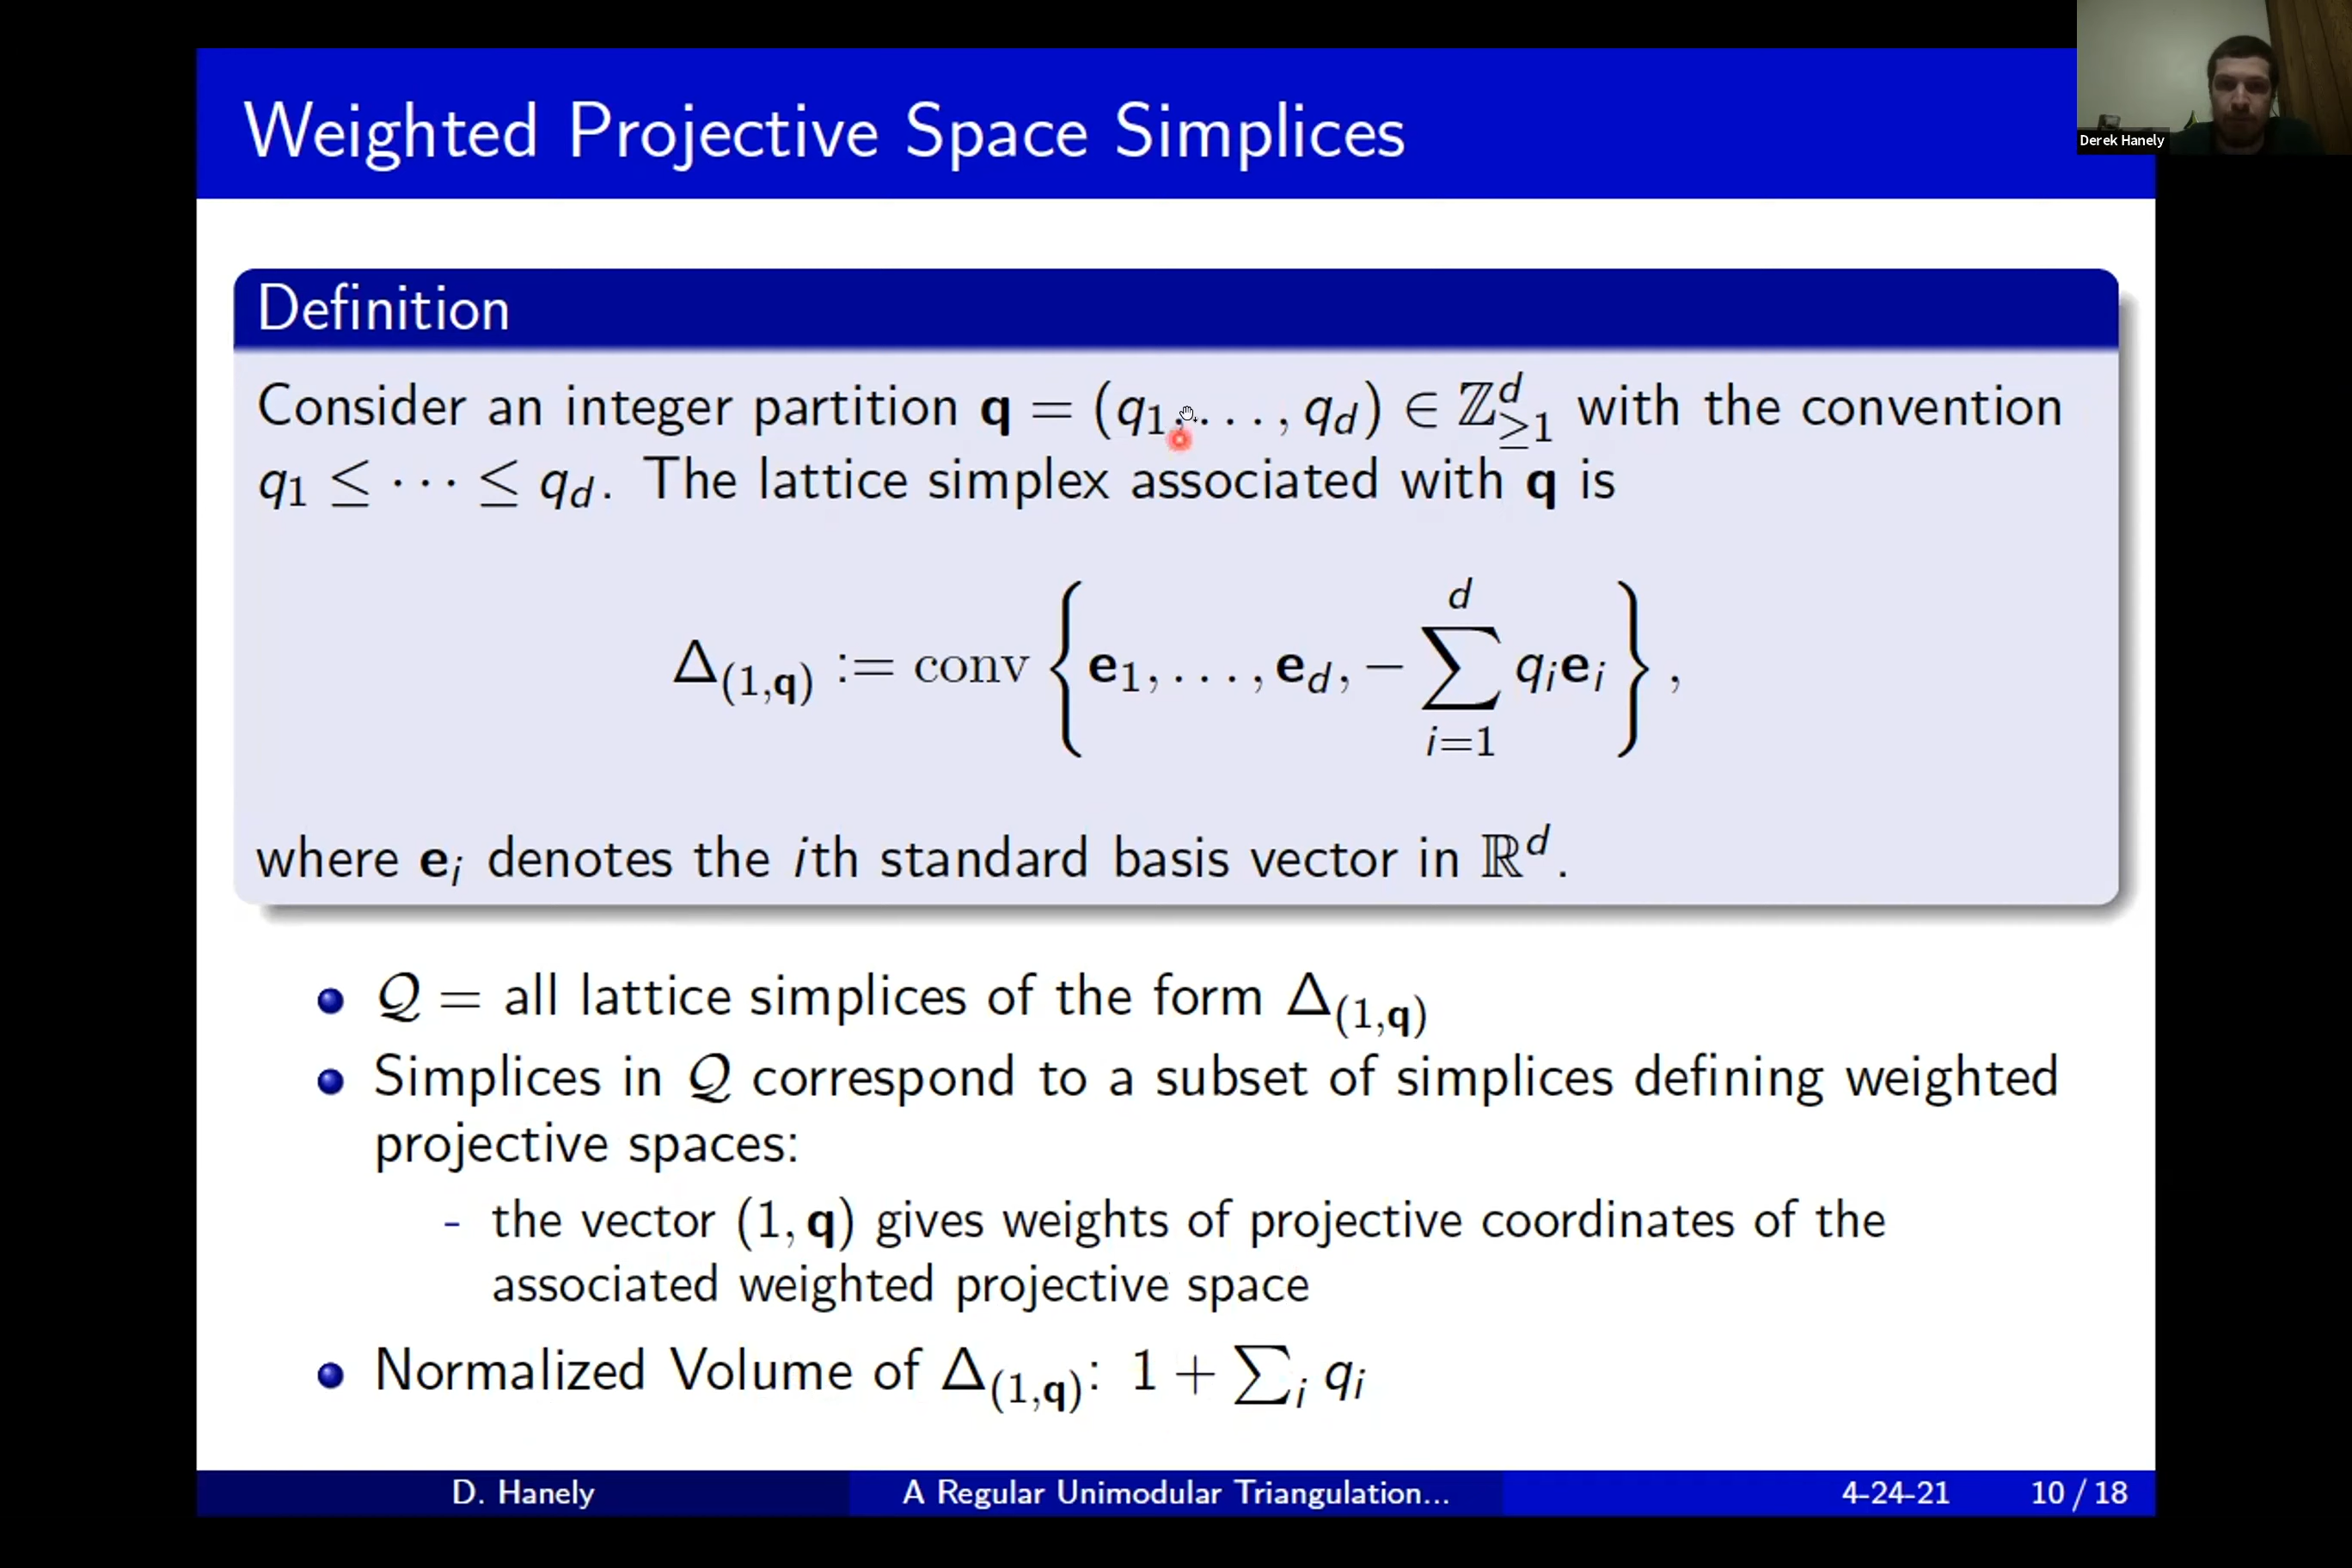 Weighted Projective Space Simplices
Derek Hanely
Definition
Consider an integer partition q = (q₁, . . . , q_d) ∈ ℤ^d_≥1 with the convention
q₁ ≤ · · · ≤ q_d. The lattice simplex associated with q is
Δ_(1,q) := conv { e₁, . . . , e_d, − ∑_{i=1}^{d} q_i e_i } ,
where e_i denotes the ith standard basis vector in ℝ^d.
𝒬 = all lattice simplices of the form Δ_(1,q)
Simplices in 𝒬 correspond to a subset of simplices defining weighted
projective spaces:
- the vector (1, q) gives weights of projective coordinates of the
associated weighted projective space
Normalized Volume of Δ_(1,q): 1 + ∑_i q_i
D. Hanely A Regular Unimodular Triangulation... 4-24-21 10 / 18